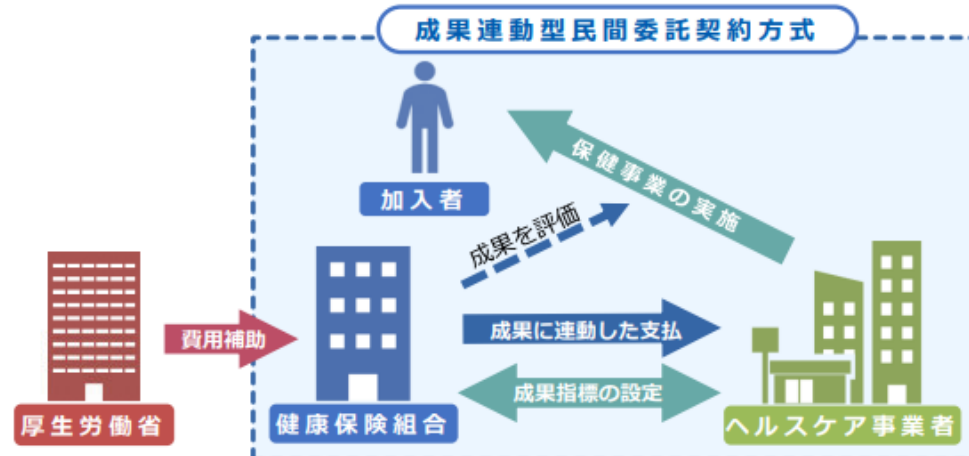 成果連動型民間委託契約方式
加入者
保健事業の実施
成果を評価
費用補助
成果に連動した支払
成果指標の設定
厚生労働省
健康保険組合
ヘルスケア事業者